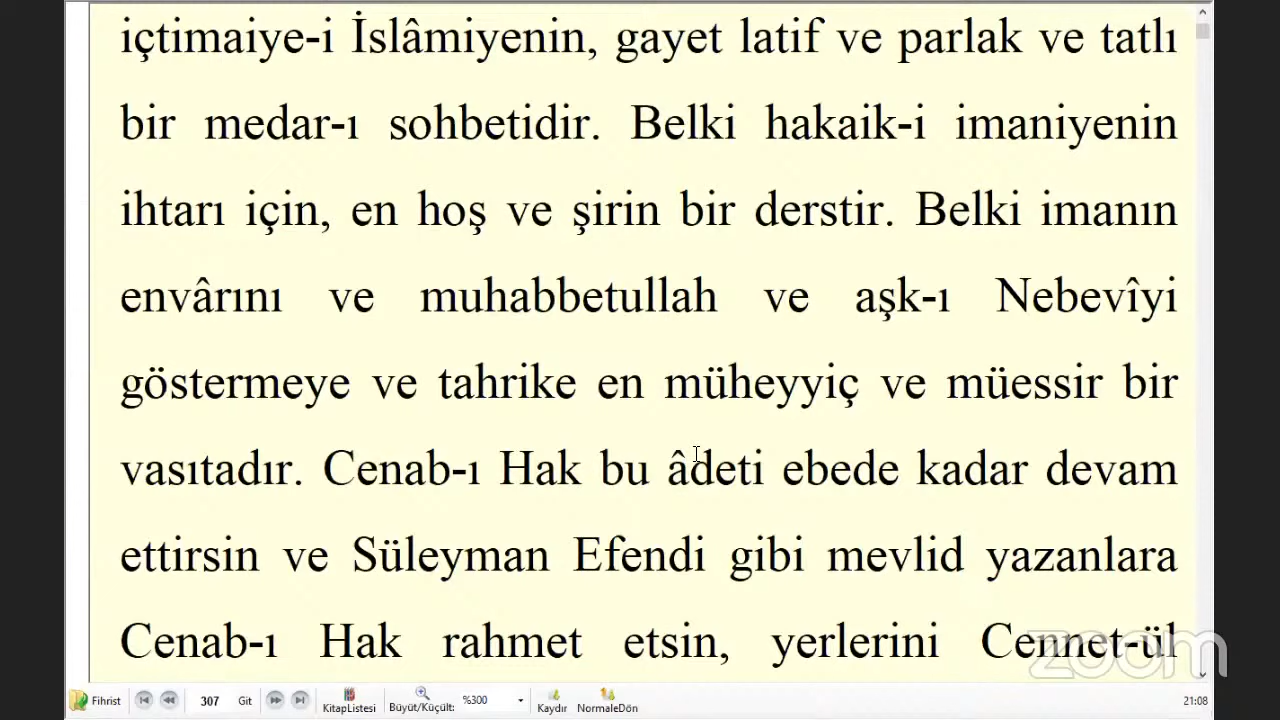 içtimaiye-i İslâmiyenin, gayet latif ve parlak ve tatlı
bir medar-ı sohbetidir. Belki hakaik-i imaniyenin
ihtarı için, en hoş ve şirin bir derstir. Belki imanın
envârını ve muhabbetullah ve aşk-ı Nebevîyi
göstermeye ve tahrike en müheyyiç ve müessir bir
vasıtadır. Cenab-ı Hak bu âdeti ebede kadar devam
ettirsin ve Süleyman Efendi gibi mevlid yazanlara
Cenab-ı Hak rahmet etsin, yerlerini Cennet-ül
zoom
Fihrist 307 Git KitapListesi Büyüt/Küçült: %300 Kaydır NormaleDön 21:08